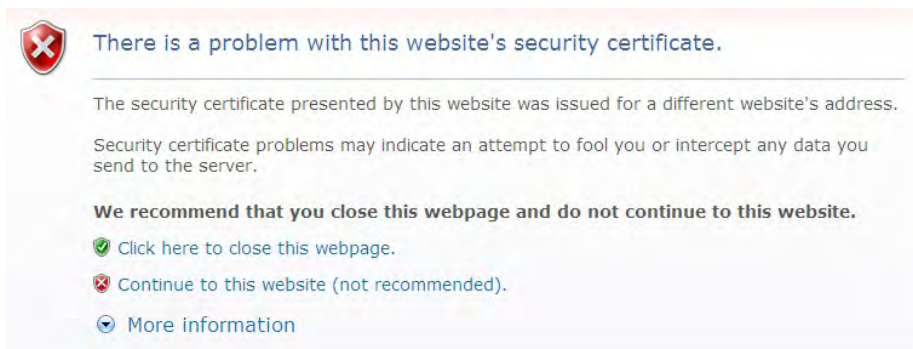 There is a problem with this website's security certificate.
The security certificate presented by this website was issued for a different website's address.
Security certificate problems may indicate an attempt to fool you or intercept any data you
send to the server.
We recommend that you close this webpage and do not continue to this website.
Click here to close this webpage.
Continue to this website (not recommended).
More information